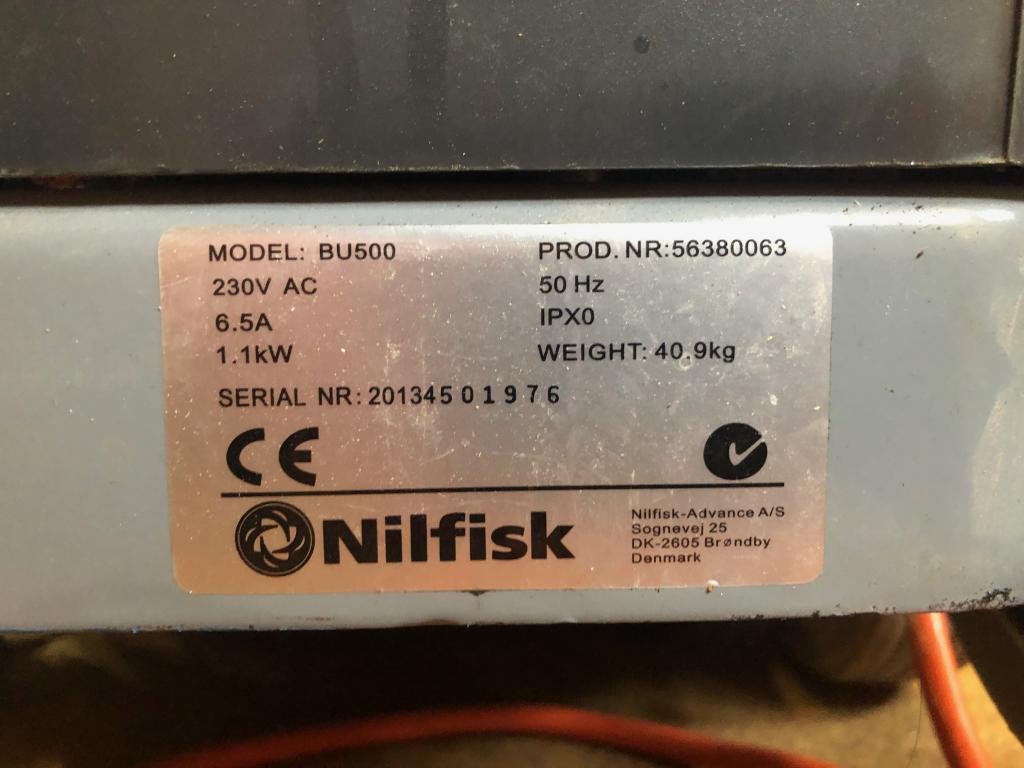 MODEL: BU500 PROD. NR:56380063
230V AC 50 Hz
6.5A IPX0
1.1kW WEIGHT: 40.9kg
SERIAL NR: 20134501976
CE
Nilfisk
Nilfisk-Advance A/S
Sognevej 25
DK-2605 Brøndby
Denmark